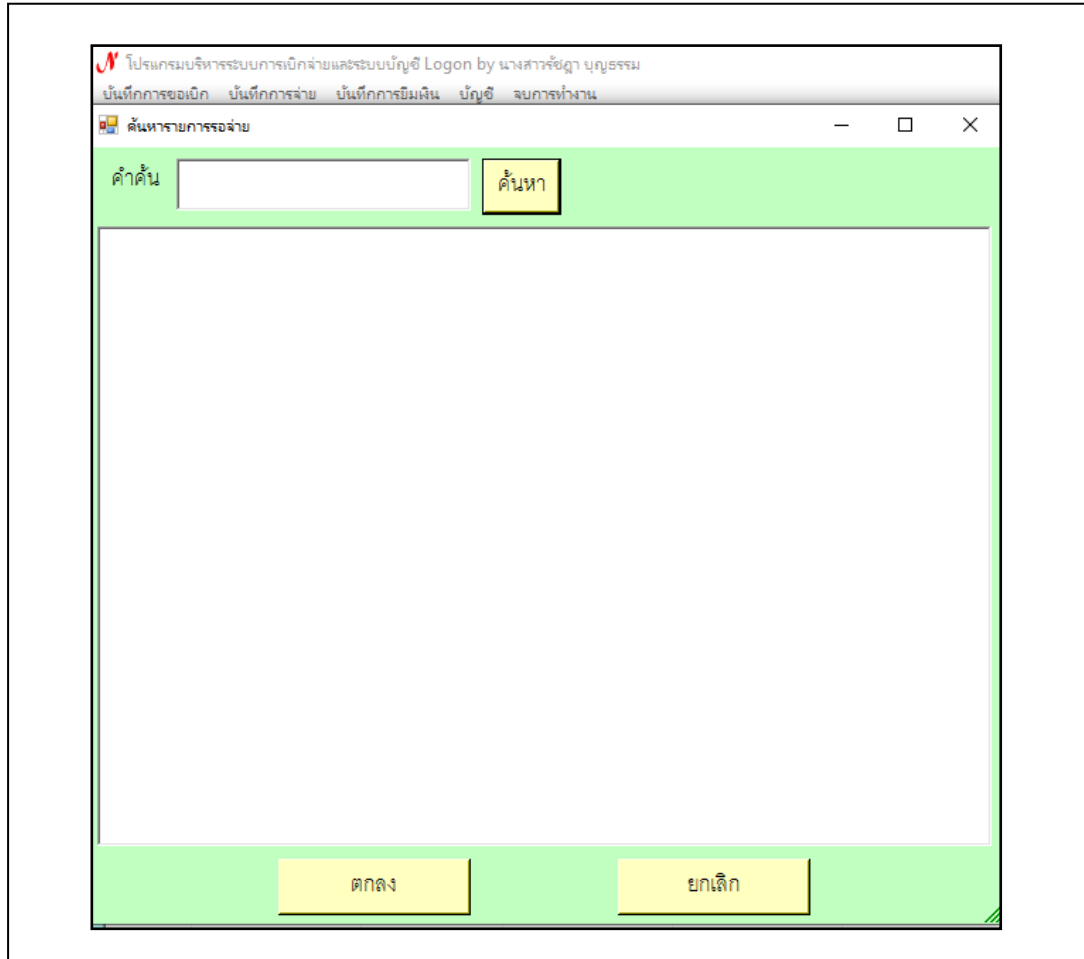 โปรแกรมบริหารระบบการเบิกจ่ายและระบบบัญชี Logon by นางสาวรัชฎา บุญธรรม
บันทึกการขอเบิก บันทึกการจ่าย บันทึกการยืมเงิน บัญชี จบการทำงาน
ค้นหารายการรอจ่าย
คำค้น ค้นหา
ตกลง ยกเลิก